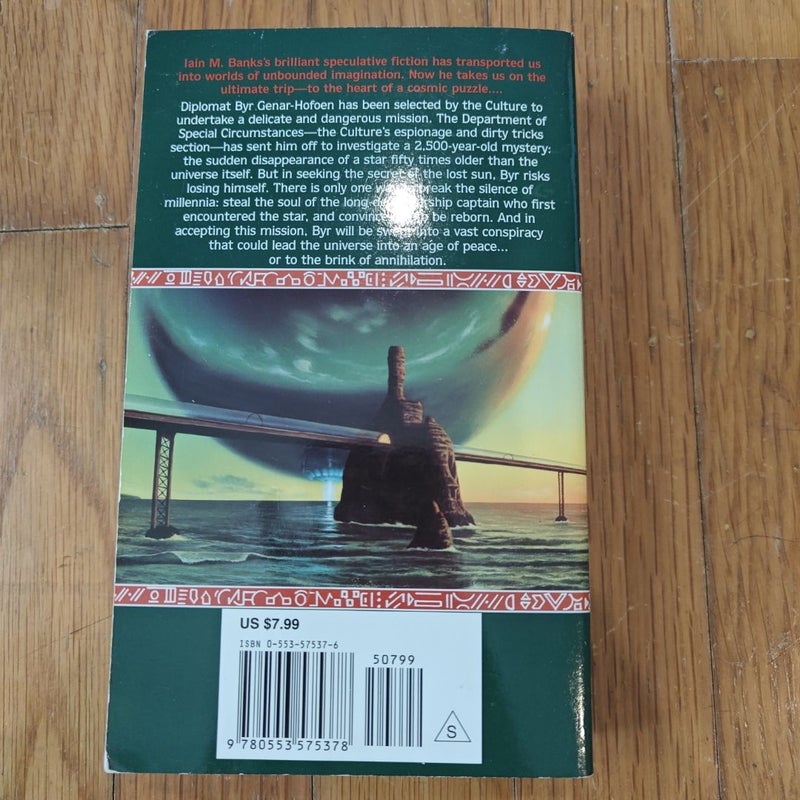 Iain M. Banks's brilliant speculative fiction has transported us
into worlds of unbounded imagination. Now he takes us on the
ultimate trip—to the heart of a cosmic puzzle....
Diplomat Byr Genar-Hofoen has been selected by the Culture to
undertake a delicate and dangerous mission. The Department of
Special Circumstances—the Culture's espionage and dirty tricks
section—has sent him off to investigate a 2,500-year-old mystery:
the sudden disappearance of a star fifty times older than the
universe itself. But in seeking the secret of the lost sun, Byr risks
losing himself. There is only one break the silence of
millennia: steal the soul of the long- ship captain who first
encountered the star, and be reborn. And in
accepting this mission, Byr will be swept into a vast conspiracy
that could lead the universe into an age of peace...
or to the brink of annihilation.
US $7.99
ISBN 0-553-57537-6
50799
9 780553 575378
S